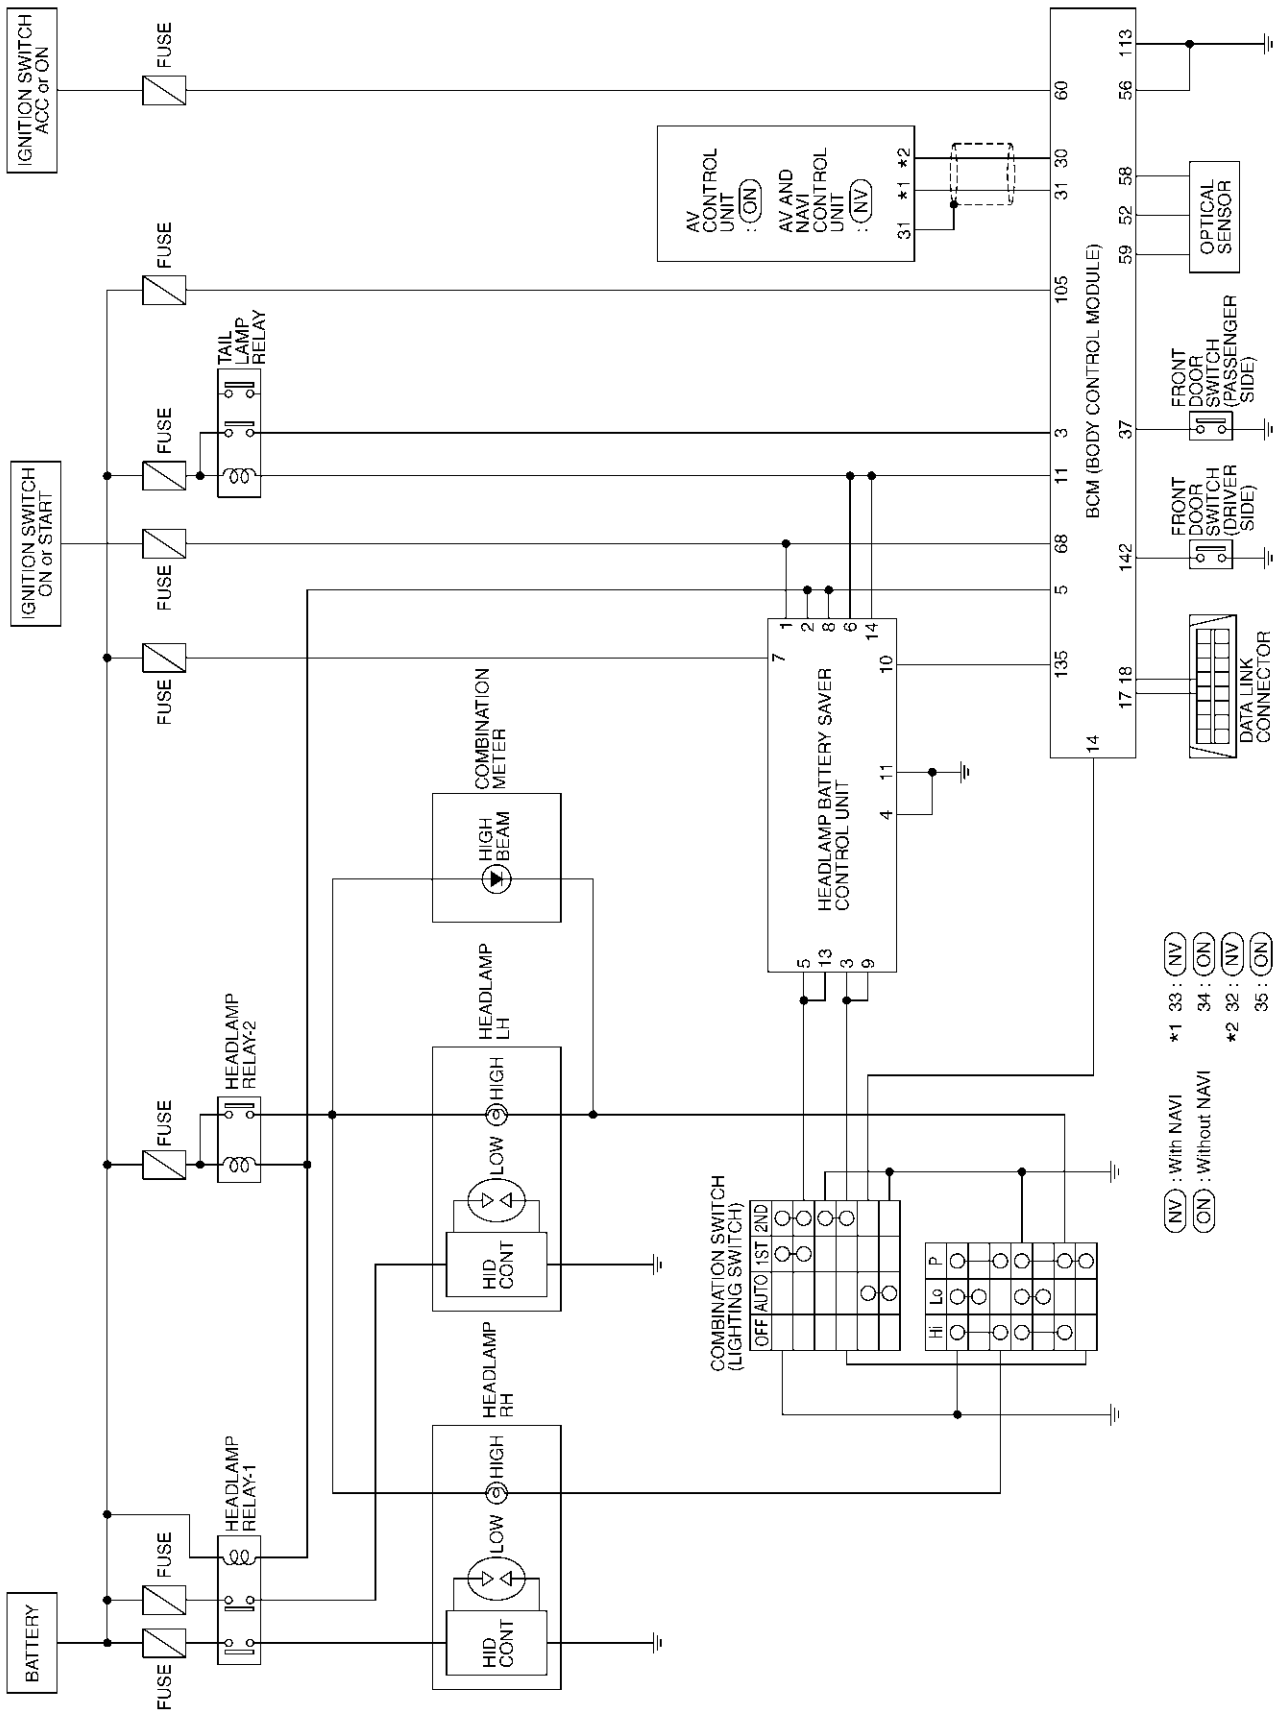 BATTERY
IGNITION SWITCH
ON or START
IGNITION SWITCH
ACC or ON
FUSE
FUSE
FUSE
FUSE
FUSE
FUSE
FUSE
FUSE
HEADLAMP
RELAY-1
HEADLAMP
RELAY-2
TAIL
LAMP
RELAY
HEADLAMP
RH
LOW
HIGH
HID
CONT
HEADLAMP
LH
LOW
HIGH
HID
CONT
COMBINATION
METER
HIGH
BEAM
AV
CONTROL
UNIT
: ON
AV AND
NAVI
CONTROL
UNIT
: NV
31 *1 *2
COMBINATION SWITCH
(LIGHTING SWITCH)
OFF AUTO 1ST 2ND
Hi Lo P
7 1 2 8 6 14
HEADLAMP BATTERY SAVER
CONTROL UNIT
5 13 3 9
4 11 10
135 5 68 11 3 105 31 30 60
BCM (BODY CONTROL MODULE)
14 17 18 142 37 59 52 58 56 113
DATA LINK
CONNECTOR
FRONT
DOOR
SWITCH
(DRIVER
SIDE)
FRONT
DOOR
SWITCH
(PASSENGER
SIDE)
OPTICAL
SENSOR
NV : With NAVI
ON : Without NAVI
*1 33 : NV
34 : ON
*2 32 : NV
35 : ON